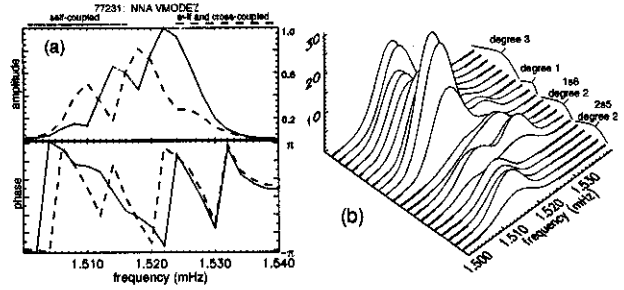 77231: NNA VMODEZ
self-coupled
self and cross-coupled
(a)
amplitude
1.0
0.6
0.2
phase
π
-π
1.510
1.520
1.530
1.540
frequency (mHz)
30
20
10
degree 3
degree 1
1s6
degree 2
2s5
degree 2
(b)
1.500
1.510
1.520
1.530
frequency (mHz)